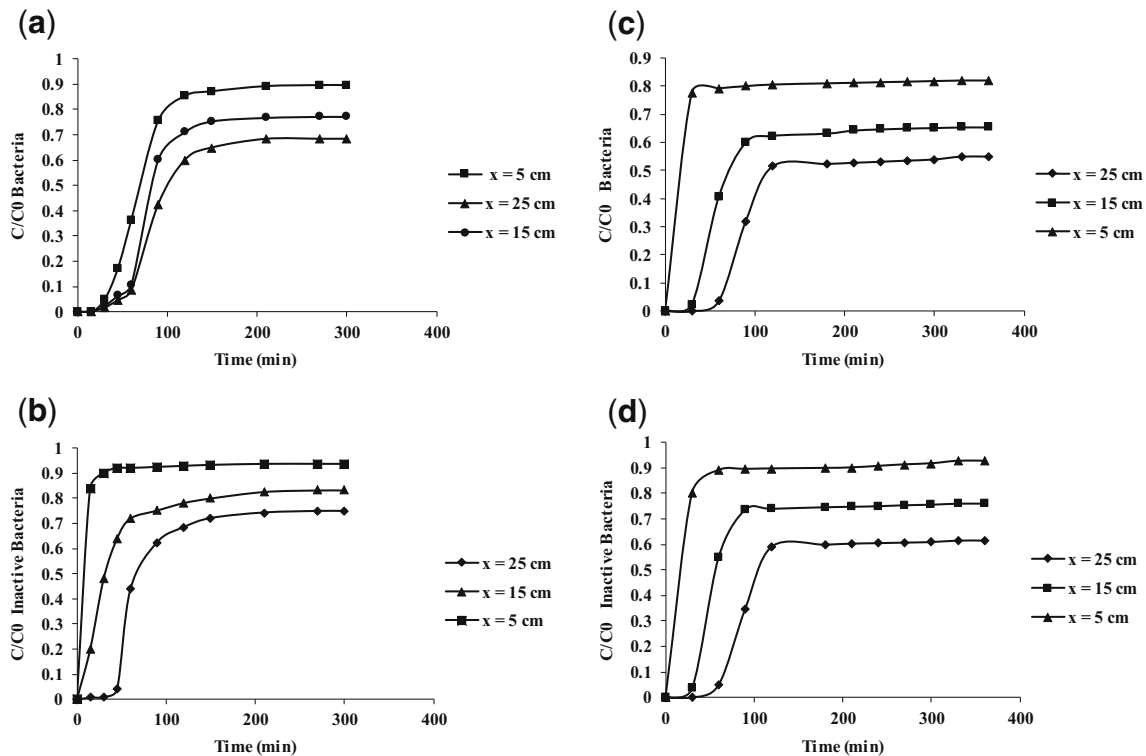 (a)
C/C0 Bacteria
1
0.9
0.8
0.7
0.6
0.5
0.4
0.3
0.2
0.1
0
0 100 200 300 400
Time (min)
x = 5 cm
x = 25 cm
x = 15 cm
(c)
C/C0 Bacteria
0.9
0.8
0.7
0.6
0.5
0.4
0.3
0.2
0.1
0
0 100 200 300 400
Time (min)
x = 25 cm
x = 15 cm
x = 5 cm
(b)
C/C0 Inactive Bacteria
1
0.9
0.8
0.7
0.6
0.5
0.4
0.3
0.2
0.1
0
0 100 200 300 400
Time (min)
x = 25 cm
x = 15 cm
x = 5 cm
(d)
C/C0 Inactive Bacteria
1
0.9
0.8
0.7
0.6
0.5
0.4
0.3
0.2
0.1
0
0 100 200 300 400
Time (min)
x = 25 cm
x = 15 cm
x = 5 cm